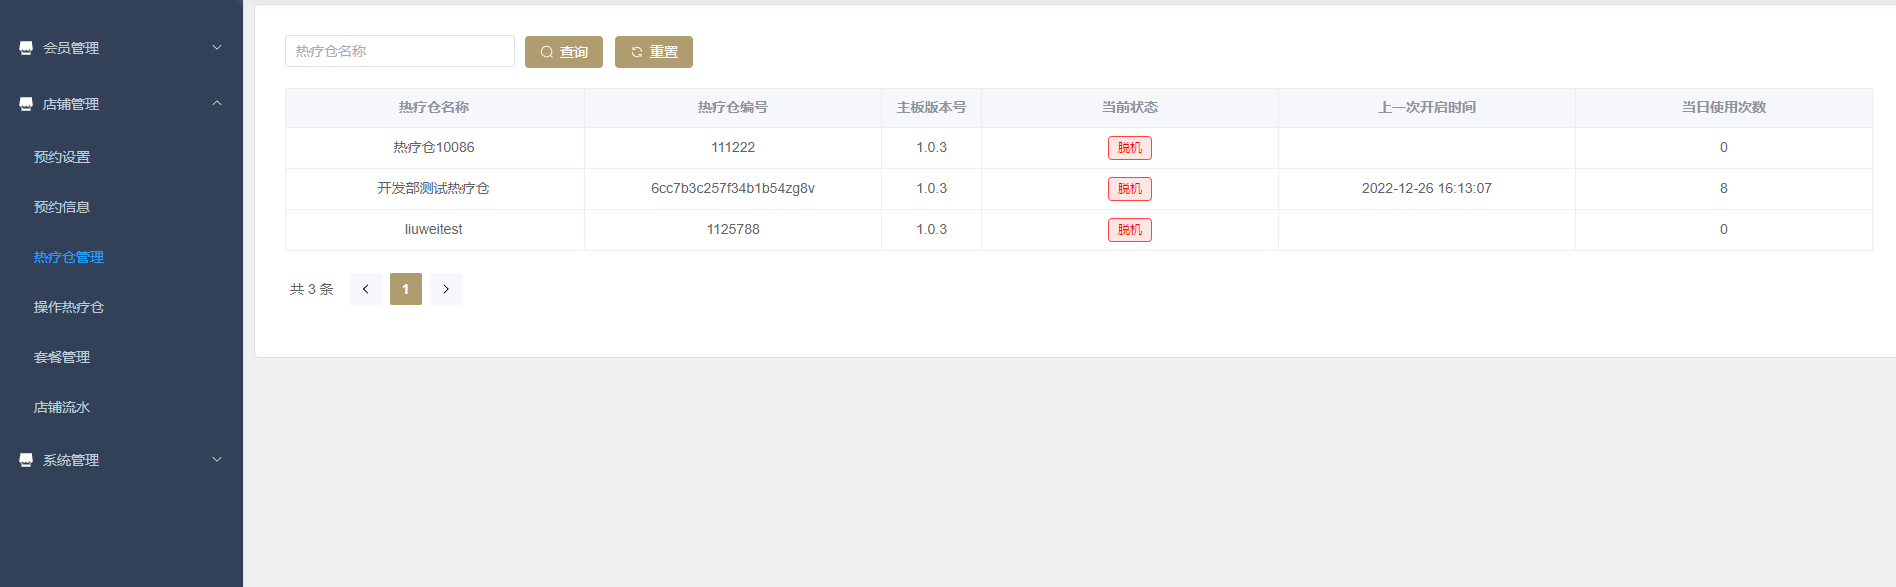 会员管理
店铺管理
预约设置
预约信息
热疗仓管理
操作热疗仓
套餐管理
店铺流水
系统管理
热疗仓名称 查询 重置
热疗仓名称 热疗仓编号 主板版本号 当前状态 上一次开启时间 当日使用次数
热疗仓10086 111222 1.0.3 脱机 0
开发部测试热疗仓 6cc7b3c257f34b1b54zg8v 1.0.3 脱机 2022-12-26 16:13:07 8
liuweitest 1125788 1.0.3 脱机 0
共 3 条 1